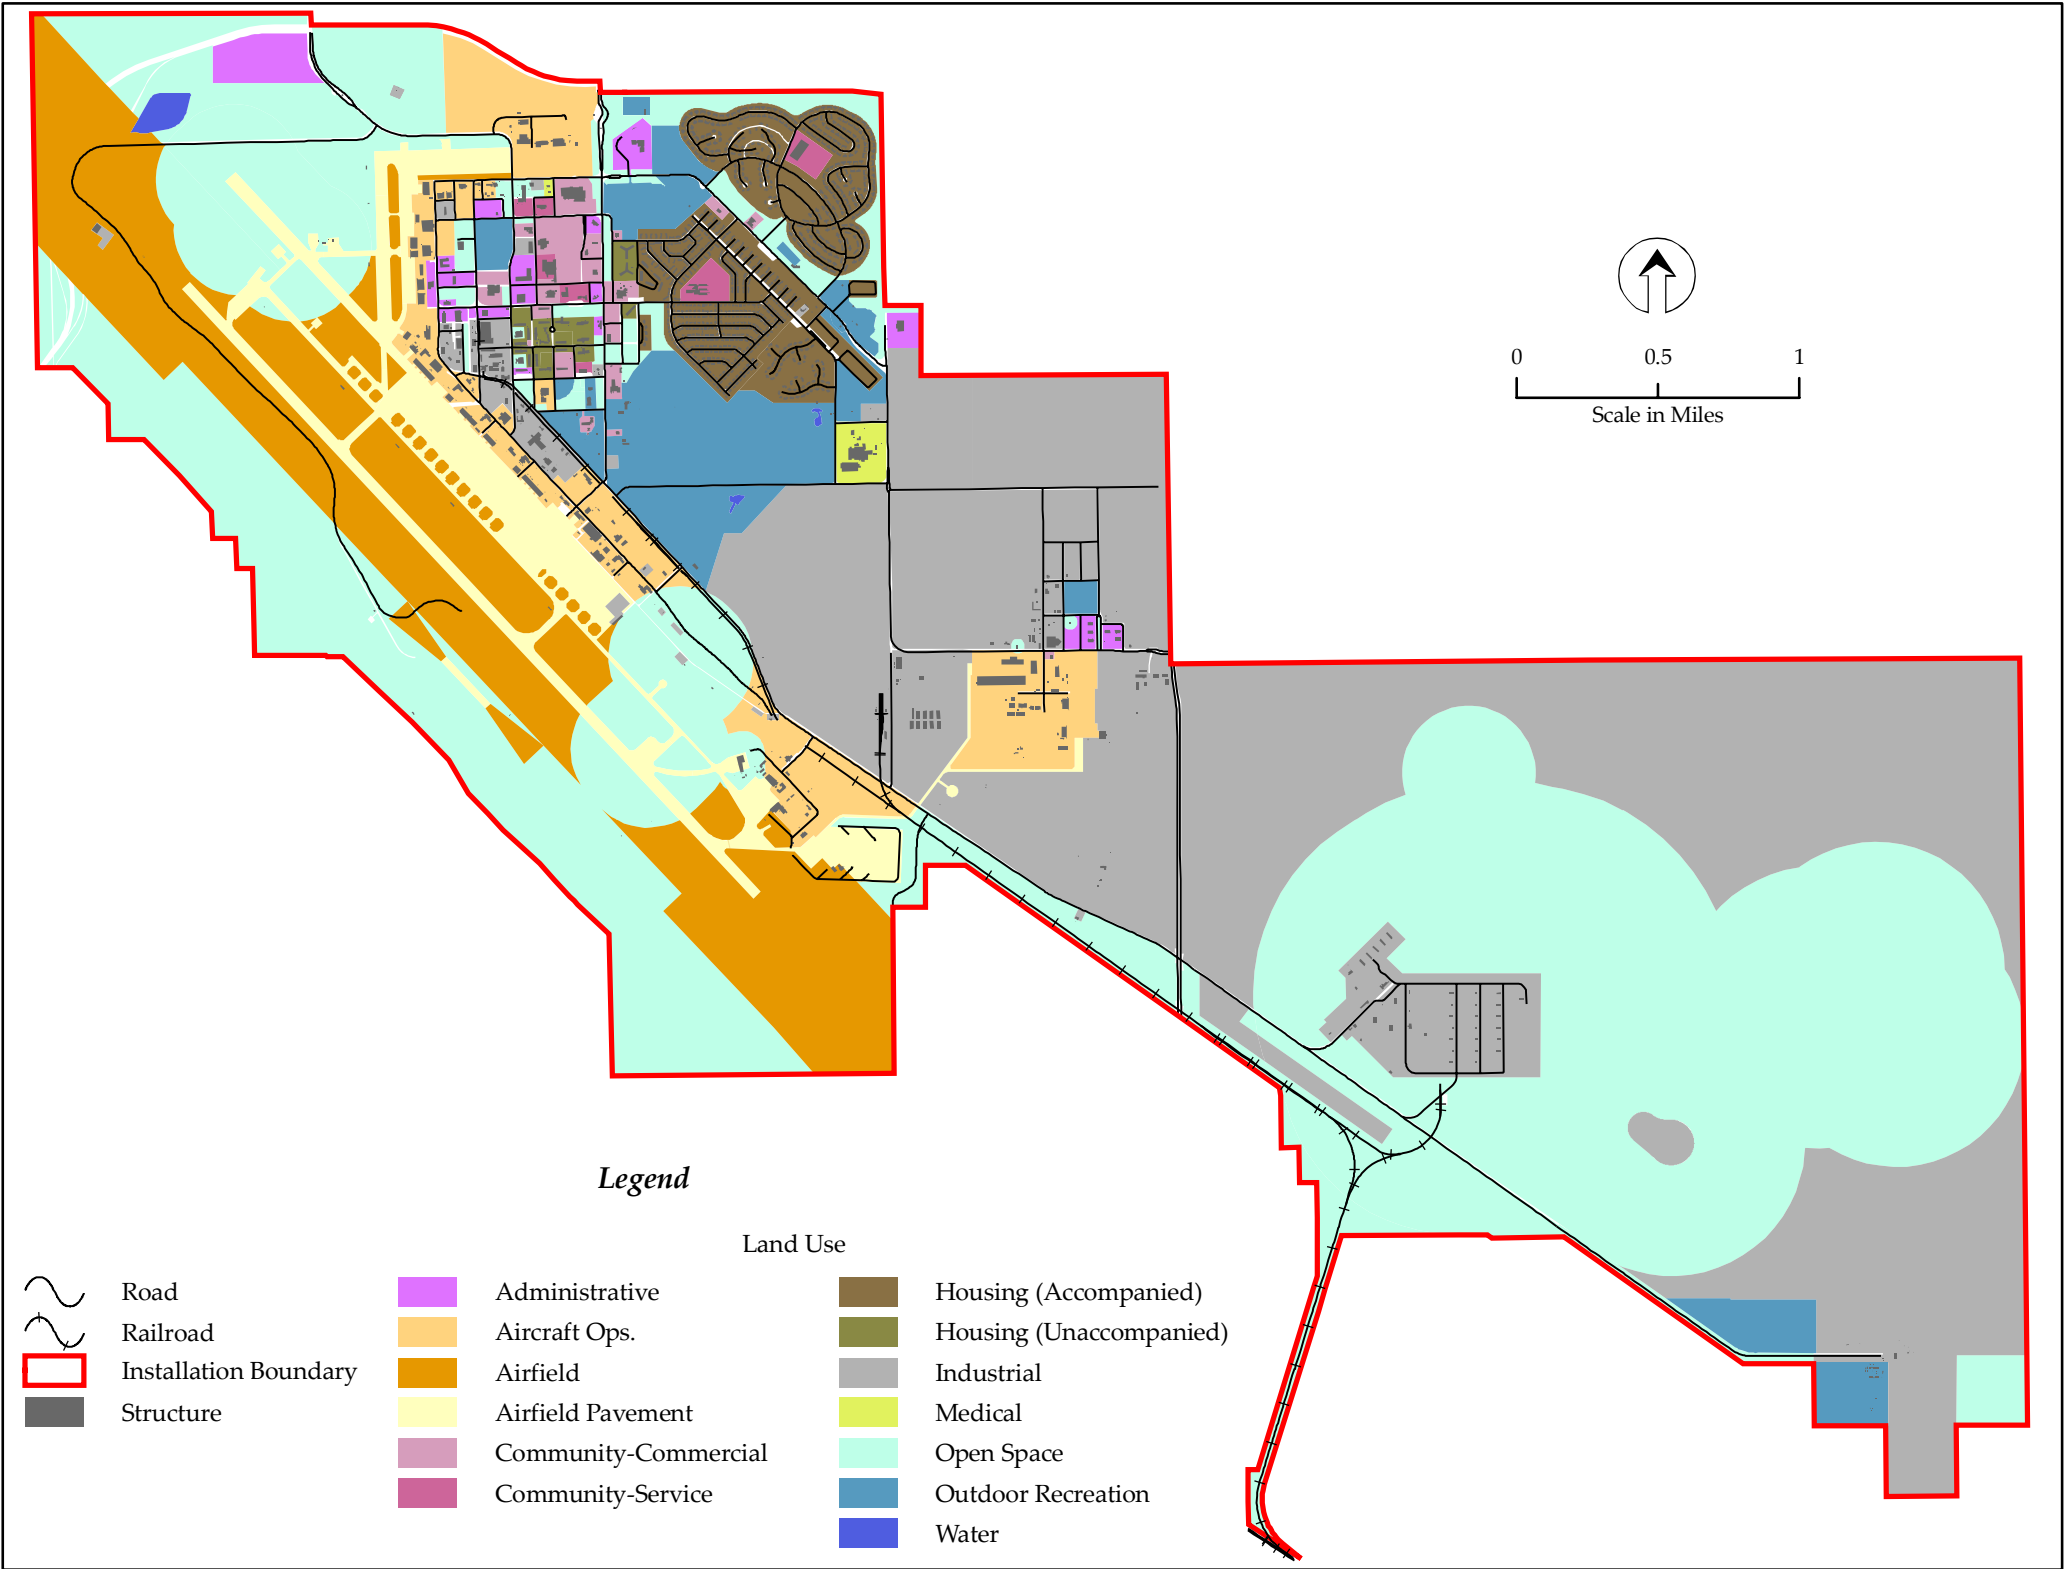 0 0.5 1
Scale in Miles
Legend
Land Use
Road
Railroad
Installation Boundary
Structure
Administrative
Aircraft Ops.
Airfield
Airfield Pavement
Community-Commercial
Community-Service
Housing (Accompanied)
Housing (Unaccompanied)
Industrial
Medical
Open Space
Outdoor Recreation
Water